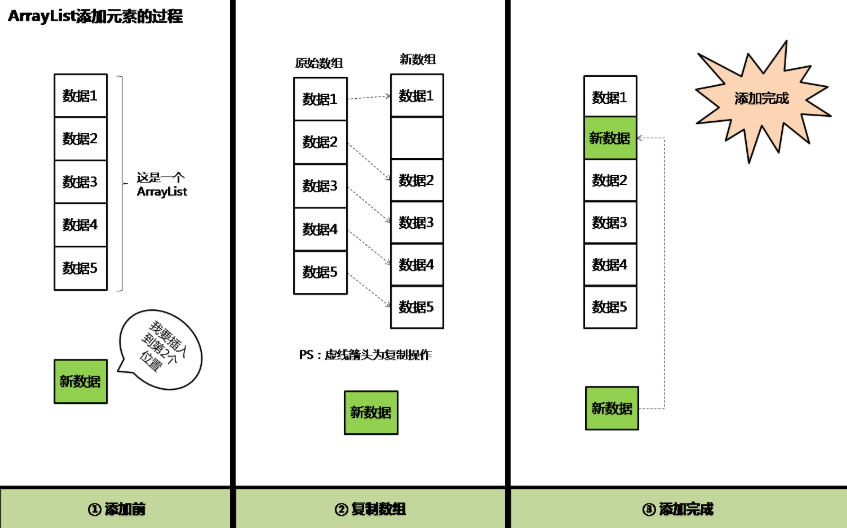 ArrayList添加元素的过程
数据1
数据2
数据3
数据4
数据5
这是一个
ArrayList
我要插入
到第2个
位置
新数据
① 添加前
原始数组
数据1
数据2
数据3
数据4
数据5
新数组
数据1
数据2
数据3
数据4
数据5
PS：虚线箭头为复制操作
新数据
② 复制数组
数据1
新数据
数据2
数据3
数据4
数据5
添加完成
新数据
③ 添加完成